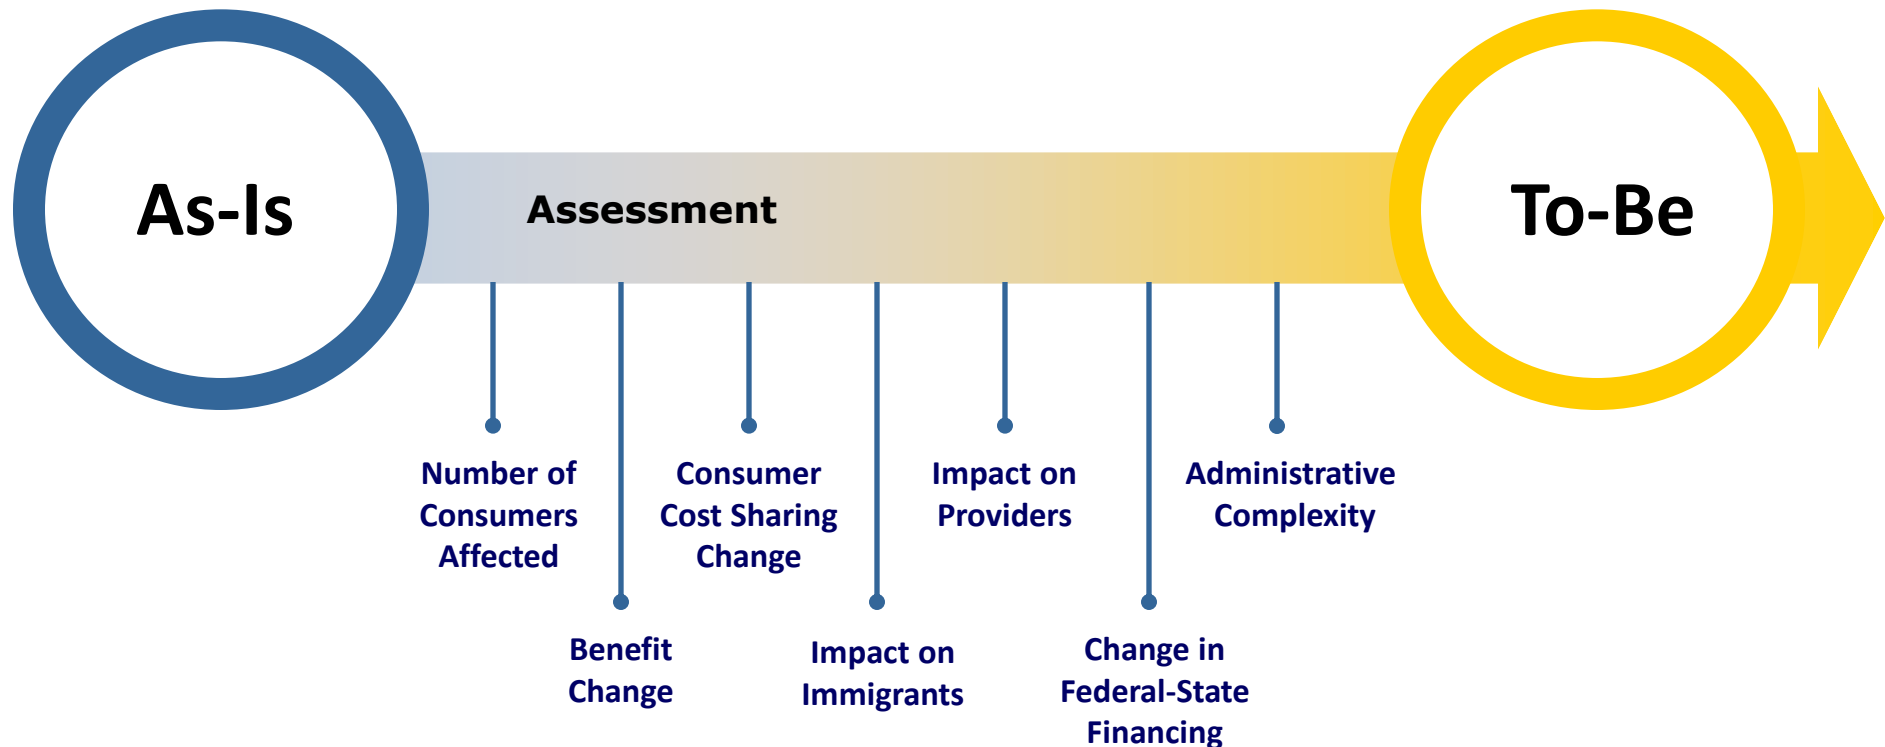 As-Is
Assessment
To-Be
Number of
Consumers
Affected
Benefit
Change
Consumer
Cost Sharing
Change
Impact on
Immigrants
Impact on
Providers
Change in
Federal-State
Financing
Administrative
Complexity